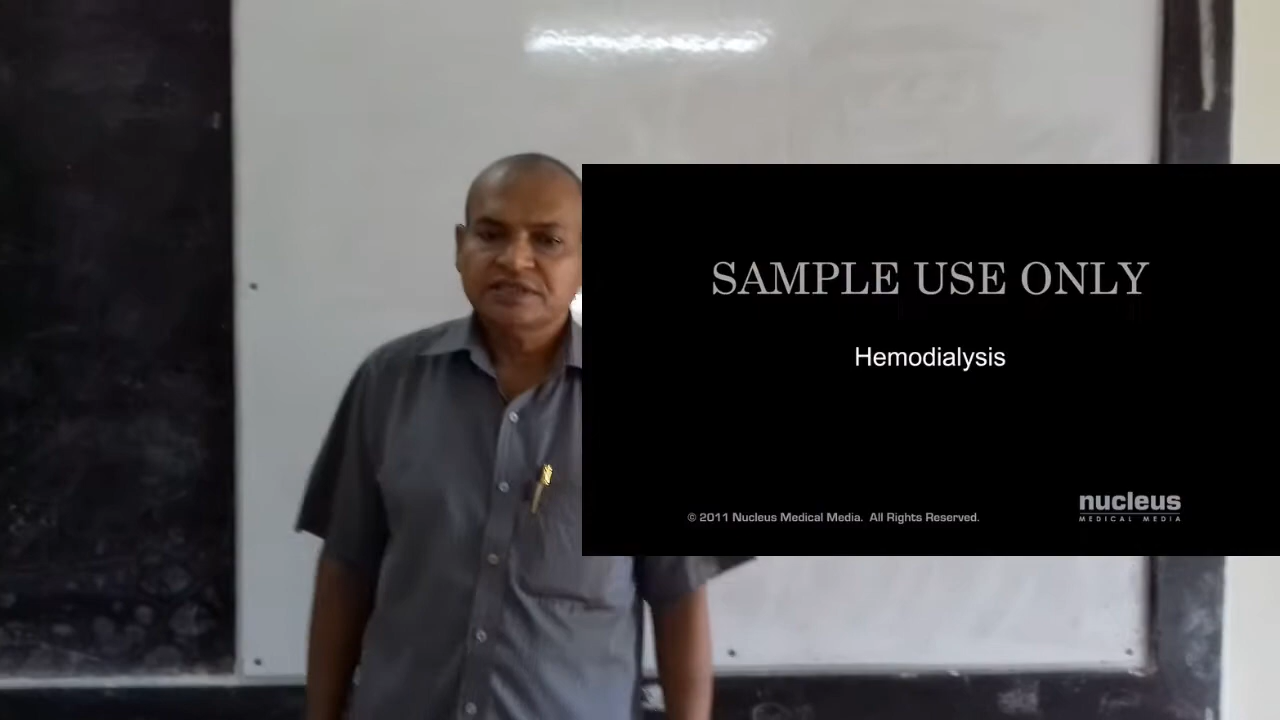 SAMPLE USE ONLY
Hemodialysis
© 2011 Nucleus Medical Media. All Rights Reserved.
nucleus
MEDICAL MEDIA